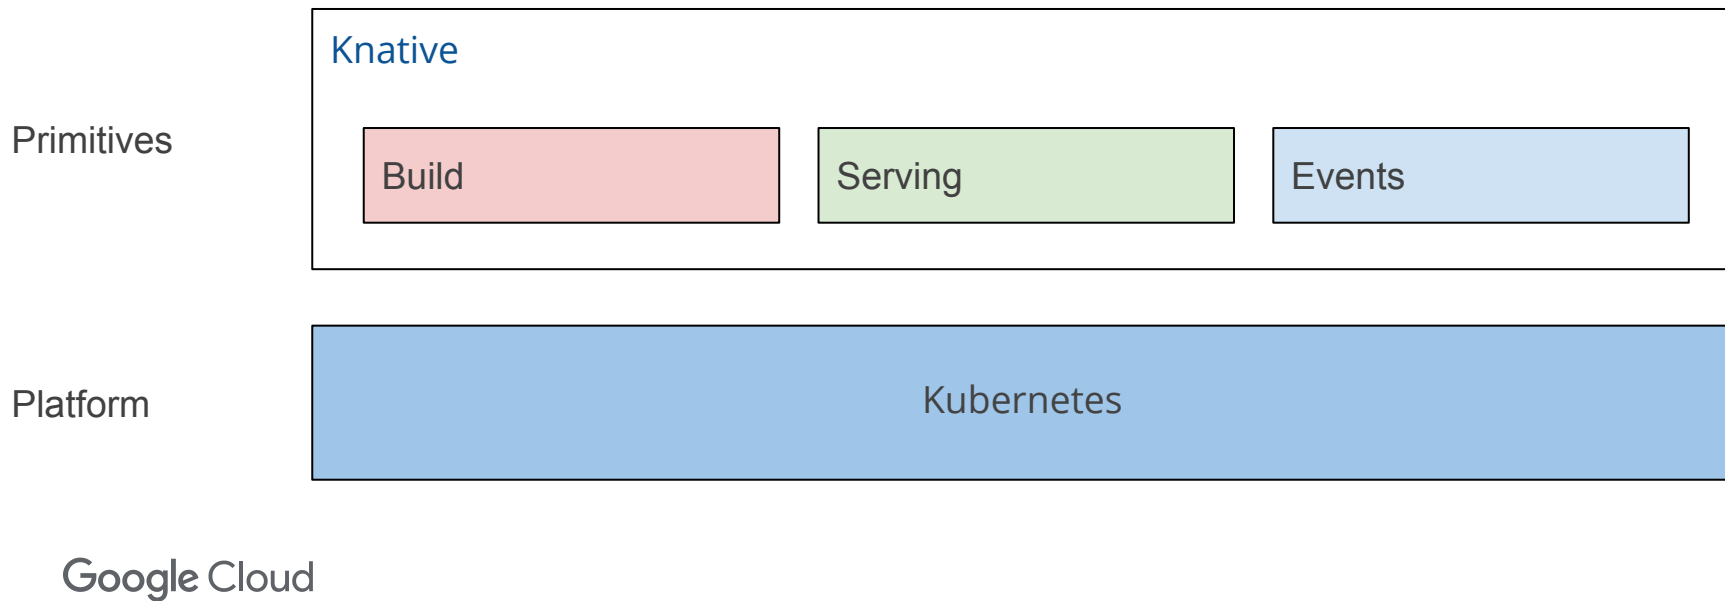 Knative
Primitives
Build
Serving
Events
Platform
Kubernetes
Google Cloud